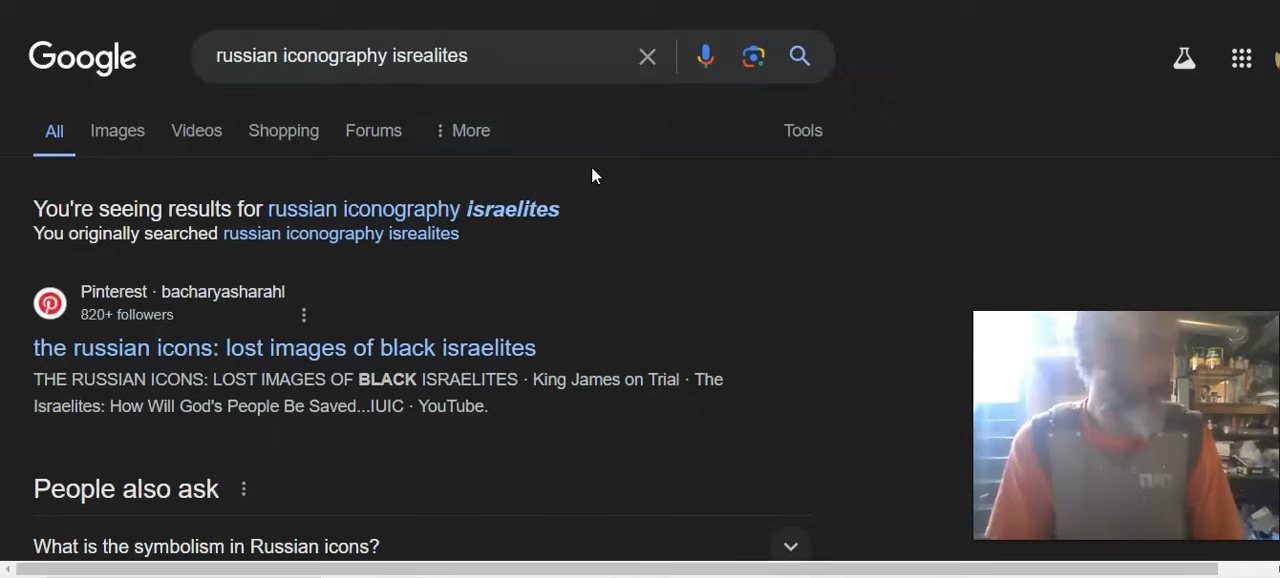 Google
russian iconography isrealites
All Images Videos Shopping Forums More Tools
You're seeing results for russian iconography israelites
You originally searched russian iconography isrealites
Pinterest · bacharyasharahl
820+ followers
the russian icons: lost images of black israelites
THE RUSSIAN ICONS: LOST IMAGES OF BLACK ISRAELITES · King James on Trial · The
Israelites: How Will God's People Be Saved...IUIC · YouTube.
People also ask
What is the symbolism in Russian icons?